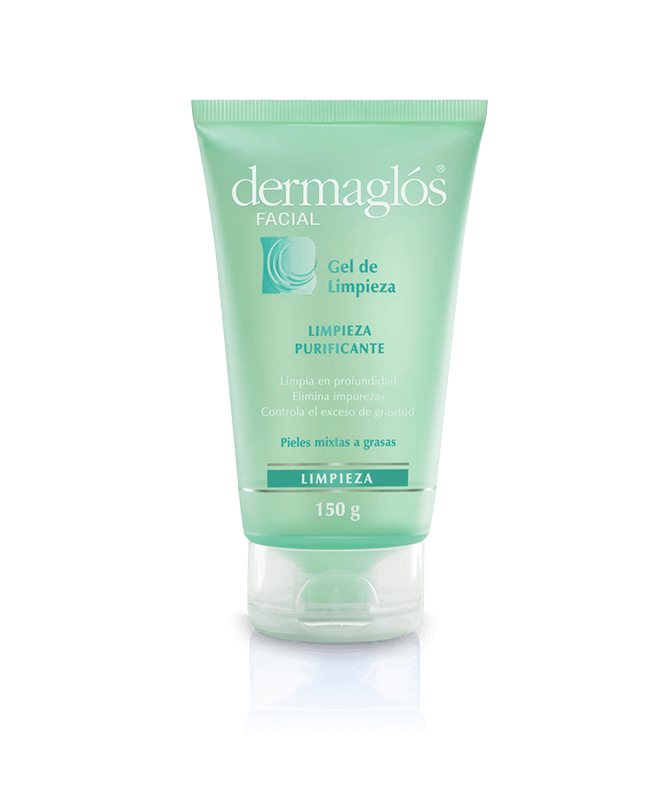 dermaglós®
FACIAL
Gel de
Limpieza
LIMPIEZA
PURIFICANTE
Limpia en profundidad
Elimina impurezas
Controla el exceso de grasitud
Pieles mixtas a grasas
LIMPIEZA
150 g